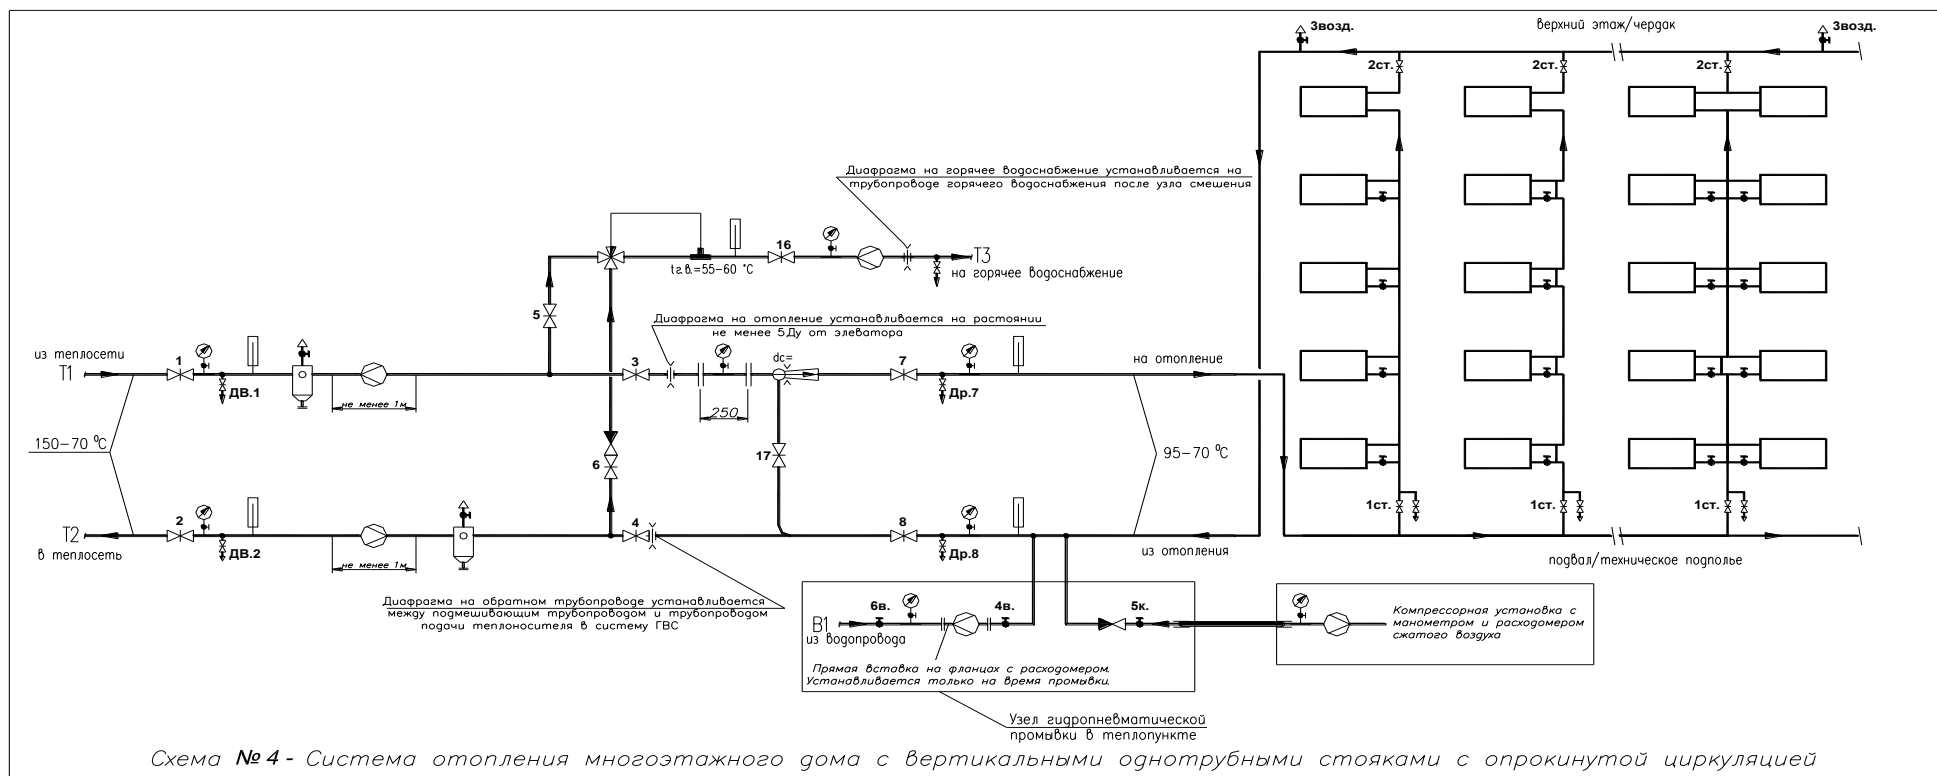 Звозд.
верхний этаж/чердак
Звозд.
2ст.
2ст.
2ст.
Диафрагма на горячее водоснабжение устанавливается на
трубопроводе горячего водоснабжения после узла смешения
16
Т3
tг.в.=55-60 °С
на горячее водоснабжение
5
Диафрагма на отопление устанавливается на растоянии
не менее 5Ду от элеватора
из теплосети
Т1
1
ДВ.1
не менее 1м
3
250
dс=
7
Др.7
на отопление
150-70 ⁰С
6
17
95-70 ⁰С
1ст.
1ст.
1ст.
Т2
в теплосеть
2
ДВ.2
не менее 1м
4
8
Др.8
из отопления
подвал/техническое подполье
Диафрагма на обратном трубопроводе устанавливается
между подмешивающим трубопроводом и трубопроводом
подачи теплоносителя в систему ГВС
В1
из водопровода
6в.
4в.
5к.
Компрессорная установка с
манометром и расходомером
сжатого воздуха
Прямая вставка на фланцах с расходомером.
Устанавливается только на время промывки.
Узел гидропневматической
промывки в теплопункте
Схема № 4 - Система отопления многоэтажного дома с вертикальными однотрубными стояками с опрокинутой циркуляцией